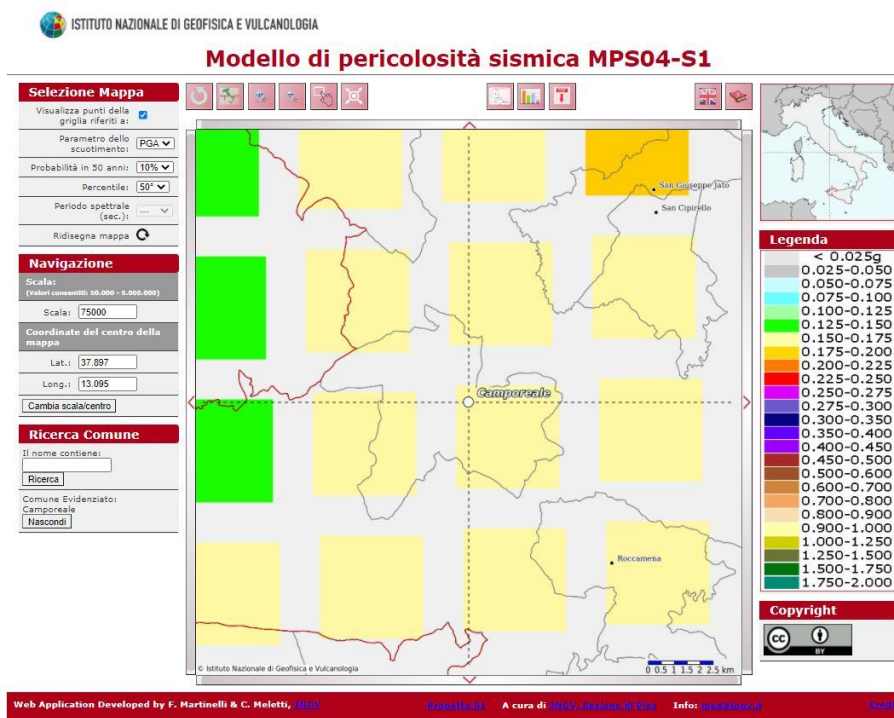 ISTITUTO NAZIONALE DI GEOFISICA E VULCANOLOGIA
Modello di pericolosità sismica MPS04-S1
Selezione Mappa
Visualizza punti della
griglia riferiti a:
Parametro dello
scuotimento: PGA
Probabilità in 50 anni: 10%
Percentile: 50°
Periodo spettrale
(sec.): ---
Ridisegna mappa
Navigazione
Scala:
(Valori consentiti: 50.000 - 5.000.000)
Scala: 75000
Coordinate del centro della
mappa
Lat.: 37.897
Long.: 13.095
Cambia scala/centro
Ricerca Comune
Il nome contiene:
Ricerca
Comune Evidenziato:
Camporeale
Nascondi
San Giuseppe Jato
San Cipirello
Camporeale
Roccamena
© Istituto Nazionale di Geofisica e Vulcanologia
0 0.5 1 1.5 2 2.5 km
Legenda
< 0.025g
0.025-0.050
0.050-0.075
0.075-0.100
0.100-0.125
0.125-0.150
0.150-0.175
0.175-0.200
0.200-0.225
0.225-0.250
0.250-0.275
0.275-0.300
0.300-0.350
0.350-0.400
0.400-0.450
0.450-0.500
0.500-0.600
0.600-0.700
0.700-0.800
0.800-0.900
0.900-1.000
1.000-1.250
1.250-1.500
1.500-1.750
1.750-2.000
Copyright
cc
BY
Web Application Developed by F. Martinelli & C. Meletti, INGV
Progetto S1
A cura di INGV, Sezione di Pisa
Info: